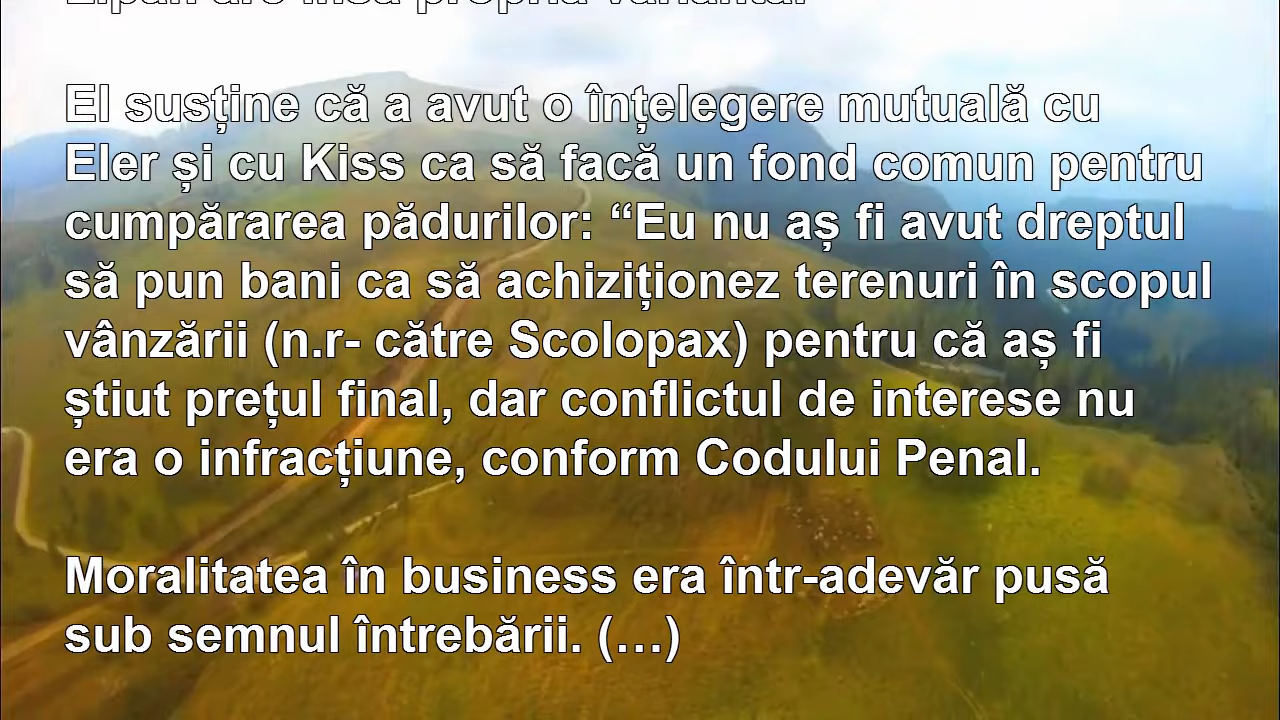 El susține că a avut o înțelegere mutuală cu
Eler și cu Kiss ca să facă un fond comun pentru
cumpărarea pădurilor: “Eu nu aș fi avut dreptul
să pun bani ca să achiziționez terenuri în scopul
vânzării (n.r- către Scolopax) pentru că aș fi
știut prețul final, dar conflictul de interese nu
era o infracțiune, conform Codului Penal.
Moralitatea în business era într-adevăr pusă
sub semnul întrebării. (…)